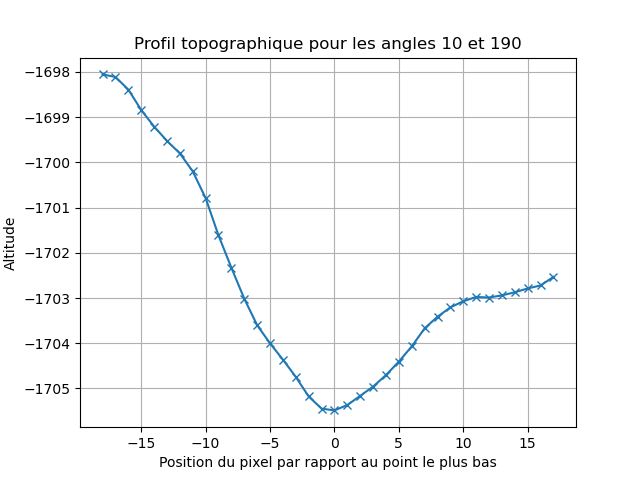 Profil topographique pour les angles 10 et 190
−1698
−1699
−1700
−1701
−1702
−1703
−1704
−1705
Altitude
−15 −10 −5 0 5 10 15
Position du pixel par rapport au point le plus bas